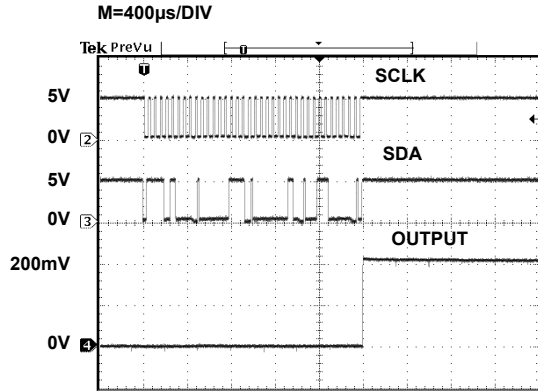 M=400µs/DIV
Tek PreVu
T
T
SCLK
5V
0V
2
SDA
5V
0V
3
OUTPUT
200mV
0V
4